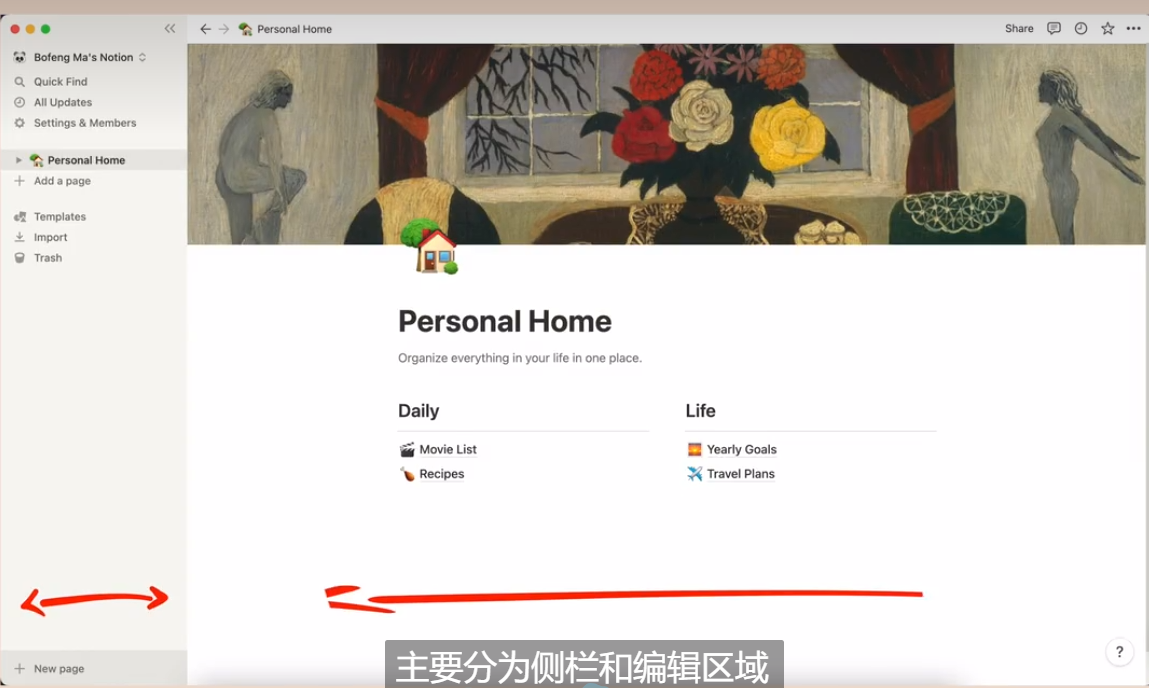 Personal Home
Share
Bofeng Ma's Notion
Quick Find
All Updates
Settings & Members
Personal Home
Add a page
Templates
Import
Trash
Personal Home
Organize everything in your life in one place.
Daily
Life
Movie List
Yearly Goals
Recipes
Travel Plans
New page
?
主要分为侧栏和编辑区域